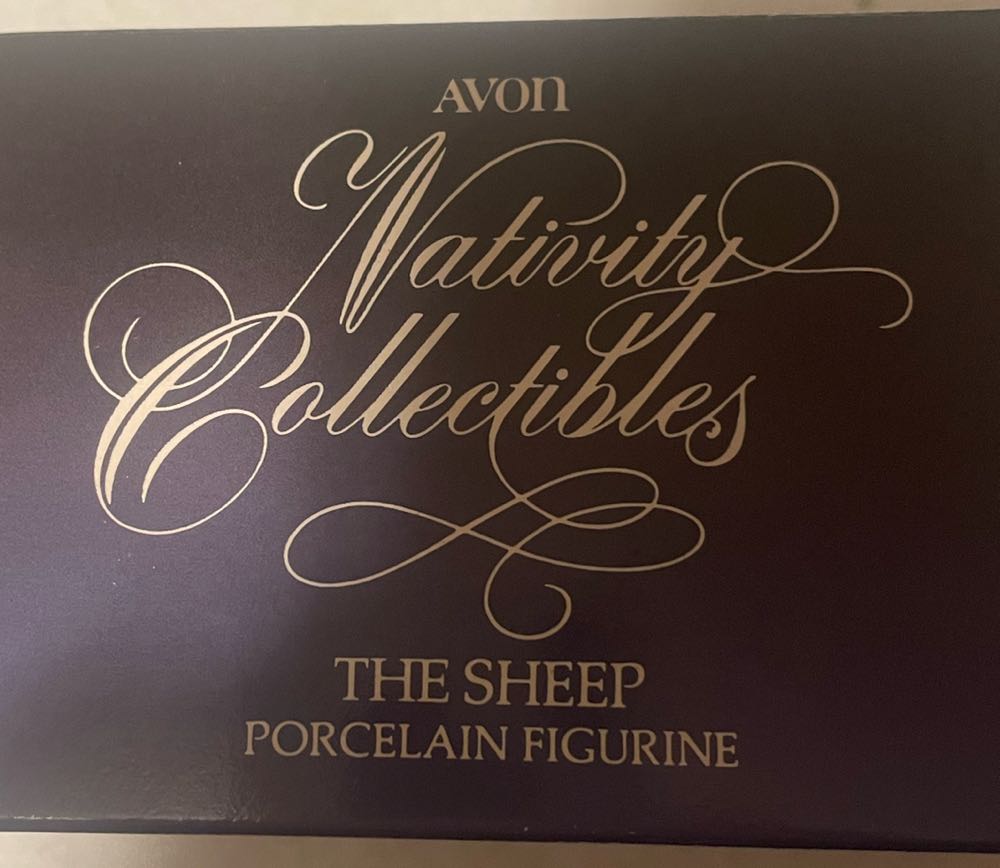 AVON
Nativity
Collectibles
THE SHEEP
PORCELAIN FIGURINE